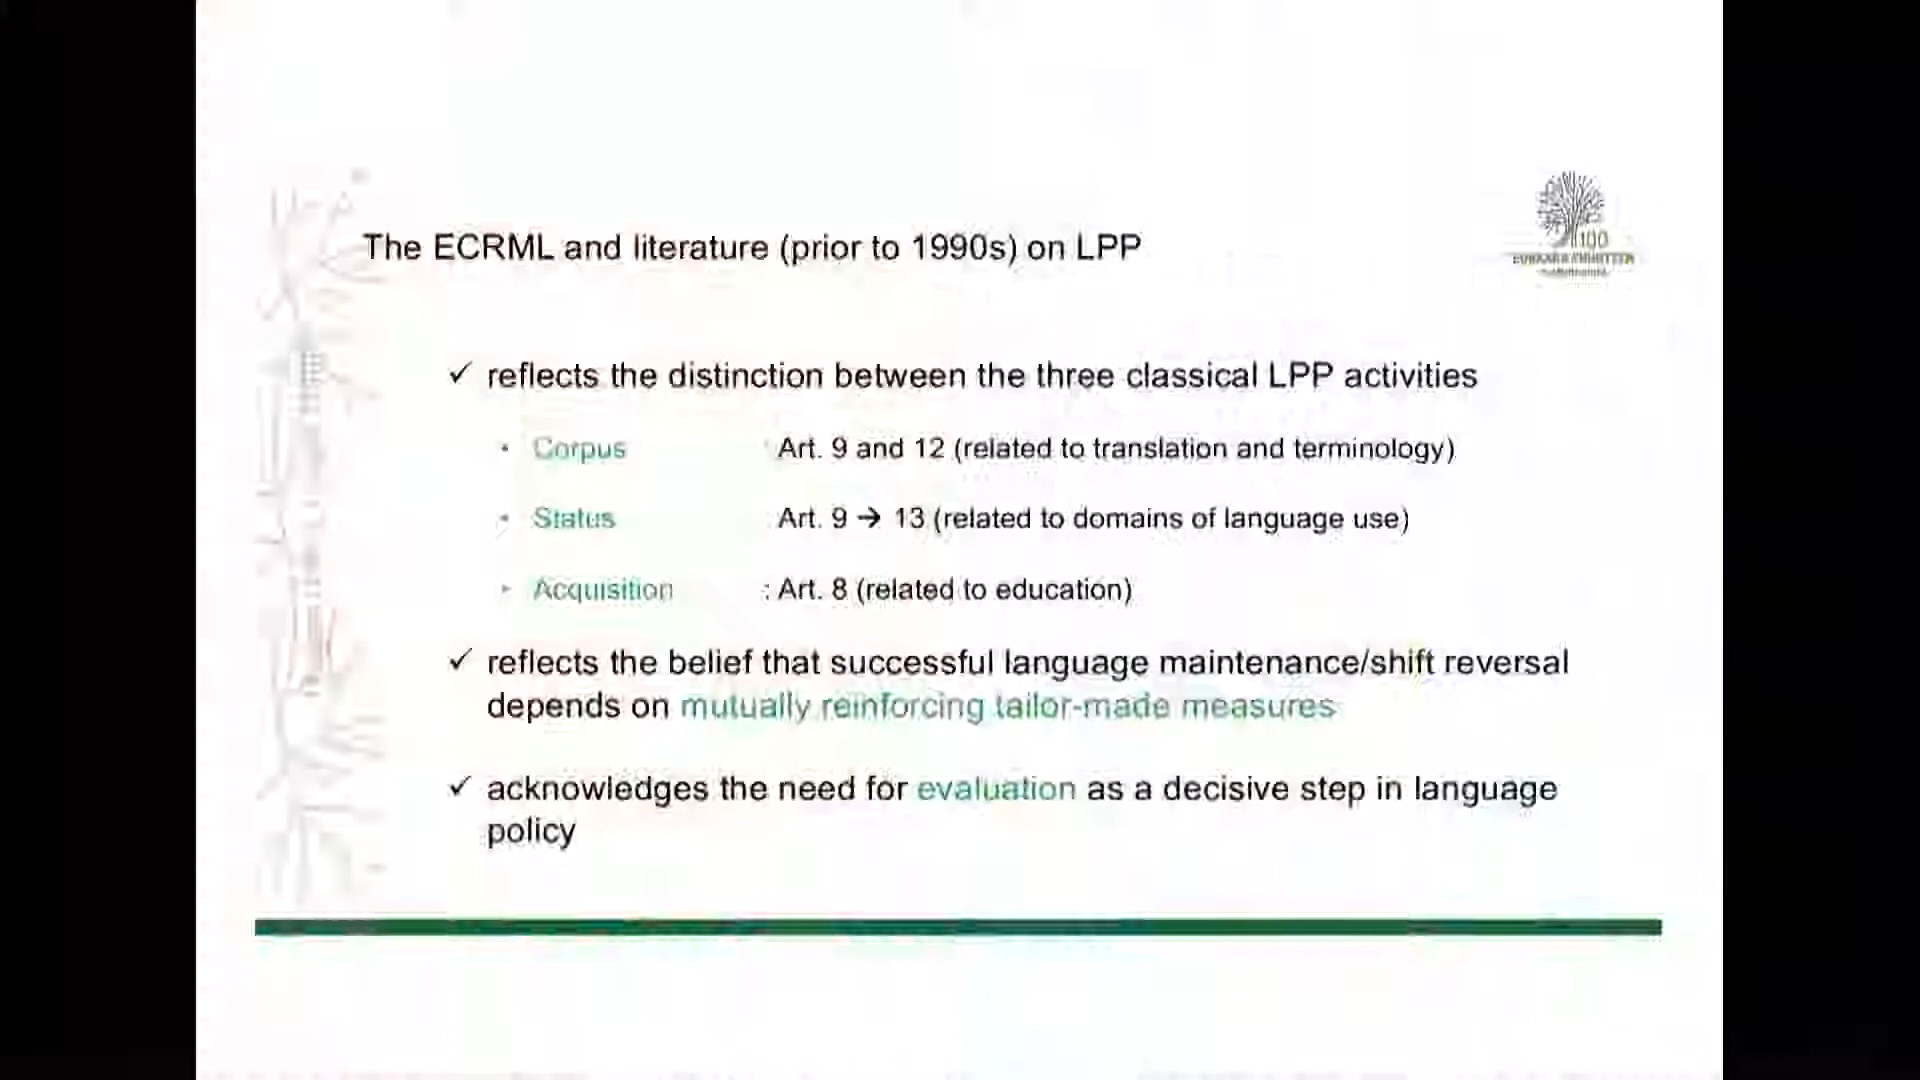 The ECRML and literature (prior to 1990s) on LPP
100
✓ reflects the distinction between the three classical LPP activities
• Corpus : Art. 9 and 12 (related to translation and terminology)
• Status Art. 9 → 13 (related to domains of language use)
• Acquisition : Art. 8 (related to education)
✓ reflects the belief that successful language maintenance/shift reversal
depends on mutually reinforcing tailor-made measures
✓ acknowledges the need for evaluation as a decisive step in language
policy